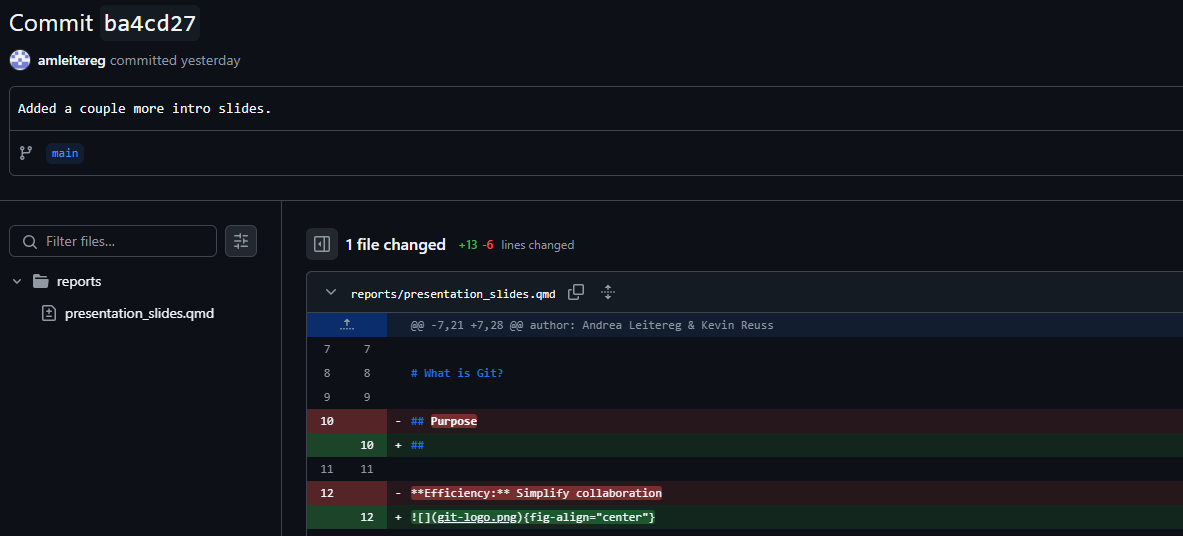 Commit ba4cd27
amleitereg committed yesterday
Added a couple more intro slides.
main
Filter files...
reports
presentation_slides.qmd
1 file changed +13 -6 lines changed
reports/presentation_slides.qmd
@@ -7,21 +7,28 @@ author: Andrea Leitereg & Kevin Reuss
7 7
8 8 # What is Git?
9 9
10 - ## Purpose
10 + ##
11 11
12 - **Efficiency:** Simplify collaboration
12 + ![](git-logo.png){fig-align="center"}